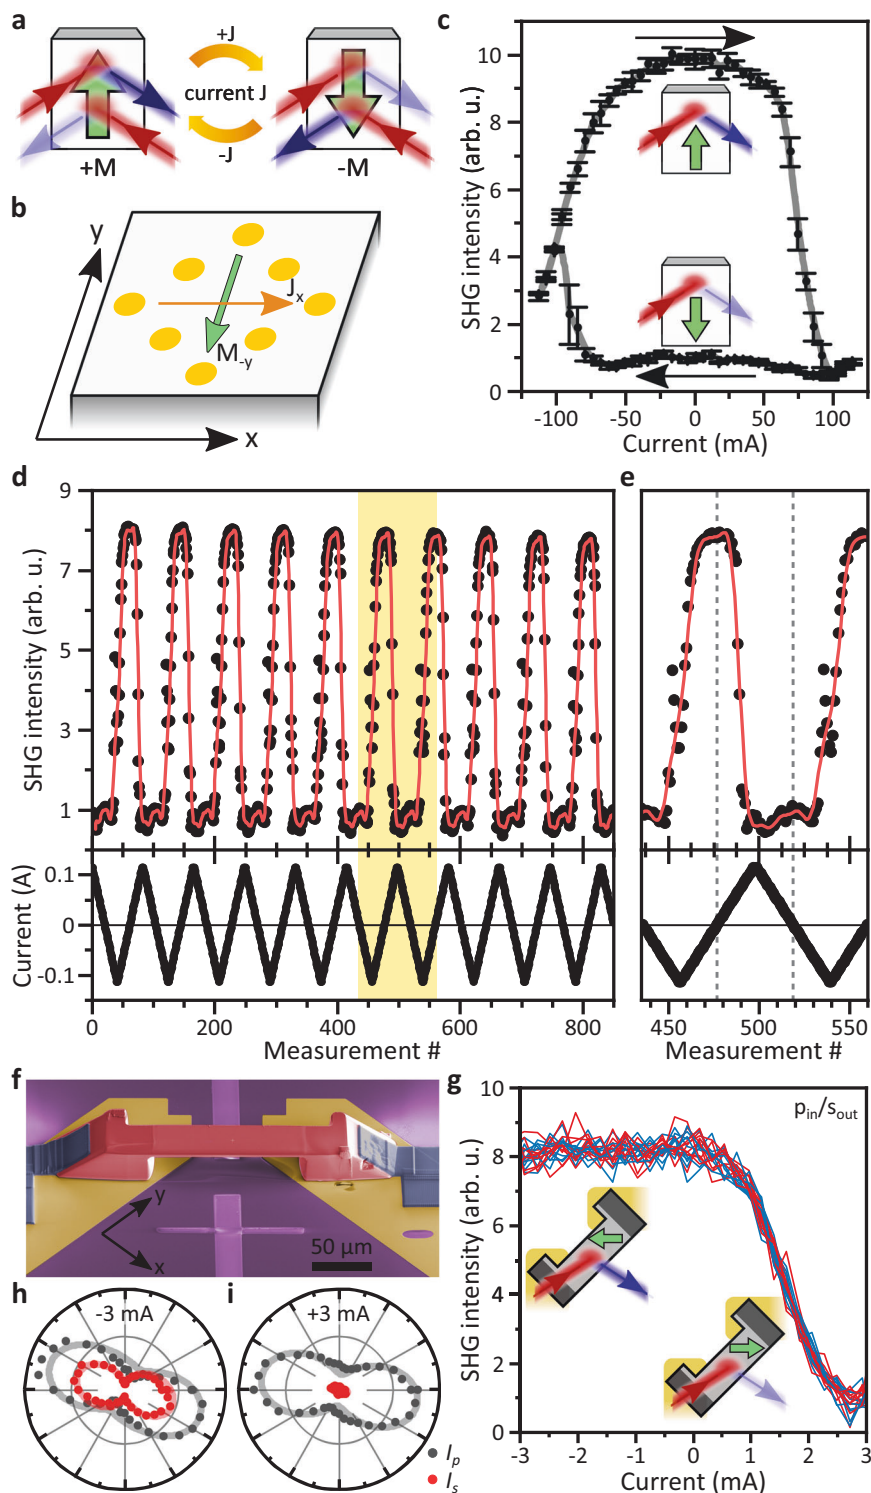 a
+J
current J
-J
+M
-M
b
y
J_x
M_-y
x
c
SHG intensity (arb. u.)
10
8
6
4
2
0
-100
-50
0
50
100
Current (mA)
d
SHG intensity (arb. u.)
9
7
5
3
1
Current (A)
0.1
0
-0.1
0
200
400
600
800
Measurement #
e
450
500
550
Measurement #
f
y
x
50 µm
g
p_in/s_out
SHG intensity (arb. u.)
10
8
6
4
2
0
-3
-2
-1
0
1
2
3
Current (mA)
h
-3 mA
i
+3 mA
I_p
I_s